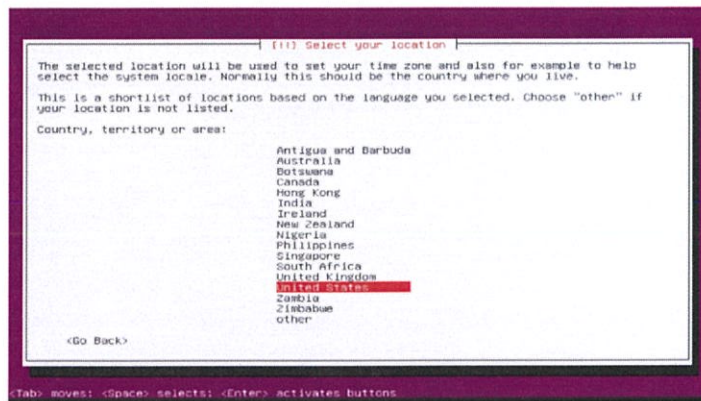 [!!] Select your location
The selected location will be used to set your time zone and also for example to help
select the system locale. Normally this should be the country where you live.
This is a shortlist of locations based on the language you selected. Choose "other" if
your location is not listed.
Country, territory or area:
Antigua and Barbuda
Australia
Botswana
Canada
Hong Kong
India
Ireland
New Zealand
Nigeria
Philippines
Singapore
South Africa
United Kingdom
United States
Zambia
Zimbabwe
other
<Go Back>
<Tab> moves; <Space> selects; <Enter> activates buttons